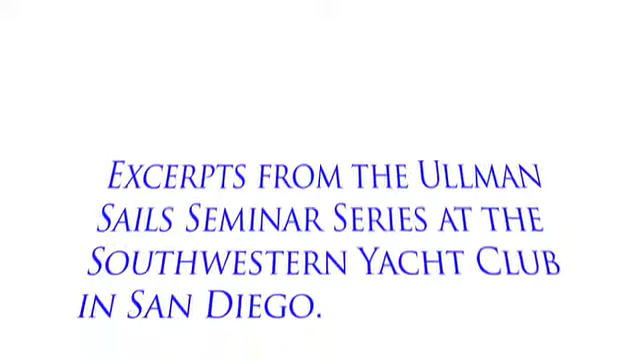 Excerpts from the Ullman
Sails Seminar Series at the
Southwestern Yacht Club
in San Diego.